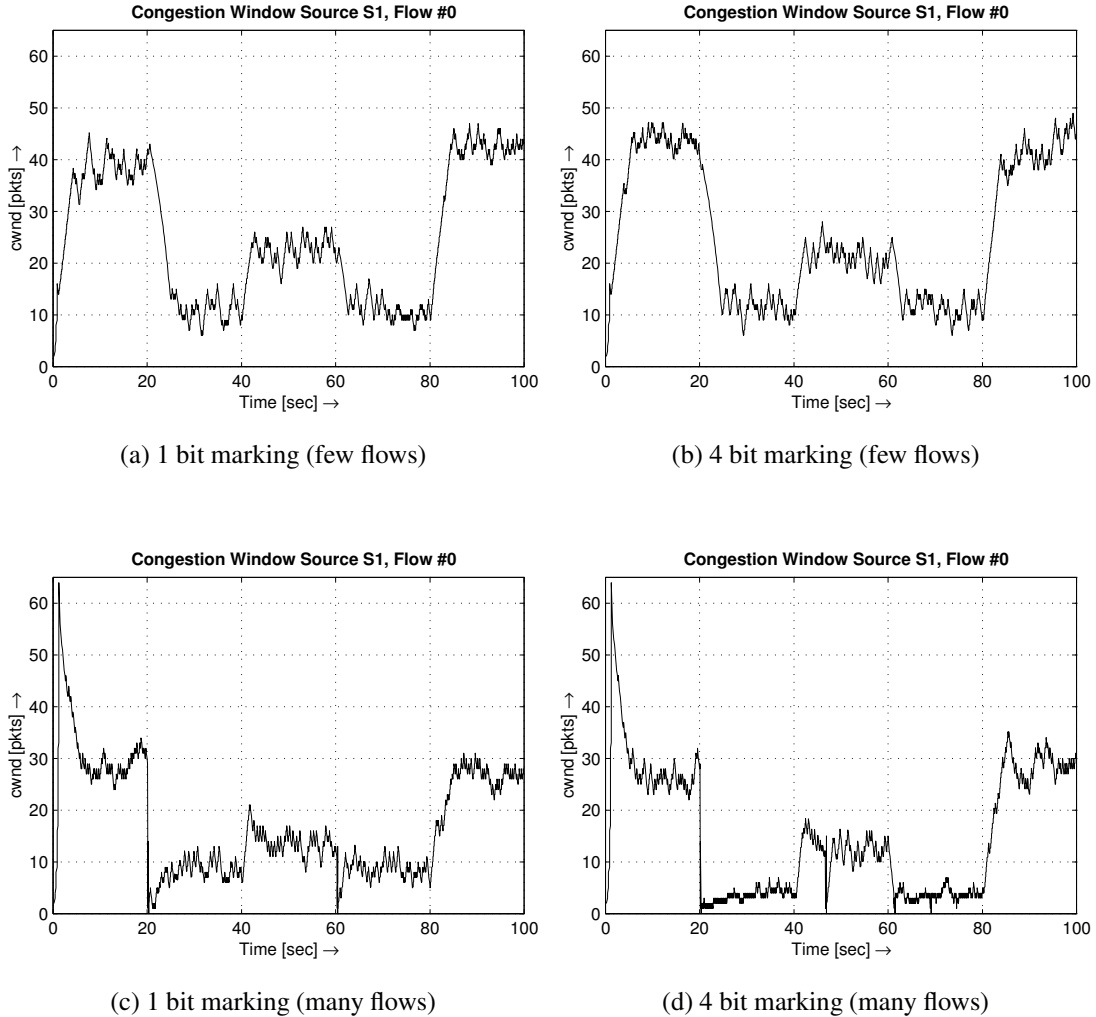 Congestion Window Source S1, Flow #0
cwnd [pkts] →
60
50
40
30
20
10
0
0 20 40 60 80 100
Time [sec] →
(a) 1 bit marking (few flows)
Congestion Window Source S1, Flow #0
cwnd [pkts] →
60
50
40
30
20
10
0
0 20 40 60 80 100
Time [sec] →
(b) 4 bit marking (few flows)
Congestion Window Source S1, Flow #0
cwnd [pkts] →
60
50
40
30
20
10
0
0 20 40 60 80 100
Time [sec] →
(c) 1 bit marking (many flows)
Congestion Window Source S1, Flow #0
cwnd [pkts] →
60
50
40
30
20
10
0
0 20 40 60 80 100
Time [sec] →
(d) 4 bit marking (many flows)